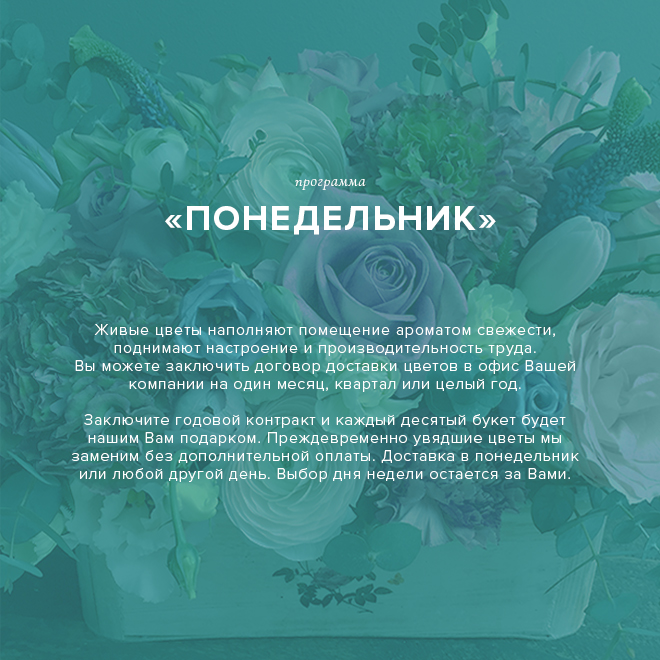 программа
«ПОНЕДЕЛЬНИК»
Живые цветы наполняют помещение ароматом свежести,
поднимают настроение и производительность труда.
Вы можете заключить договор доставки цветов в офис Вашей
компании на один месяц, квартал или целый год.
Заключите годовой контракт и каждый десятый букет будет
нашим Вам подарком. Преждевременно увядшие цветы мы
заменим без дополнительной оплаты. Доставка в понедельник
или любой другой день. Выбор дня недели остается за Вами.